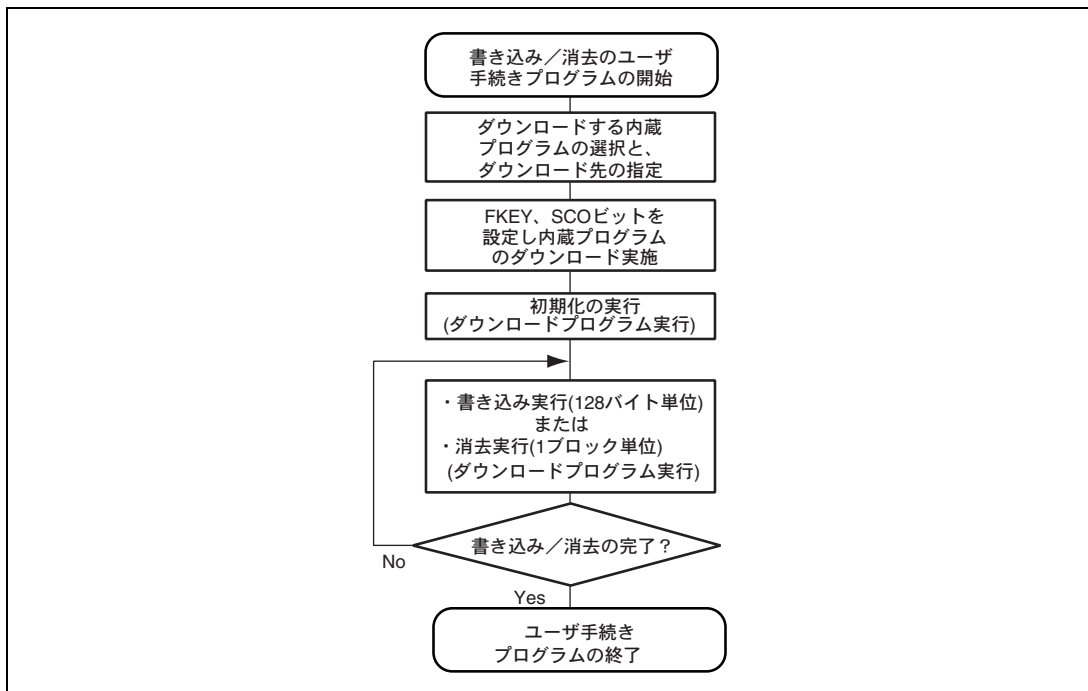 書き込み／消去のユーザ
手続きプログラムの開始
ダウンロードする内蔵
プログラムの選択と、
ダウンロード先の指定
FKEY、SCOビットを
設定し内蔵プログラム
のダウンロード実施
初期化の実行
(ダウンロードプログラム実行)
・書き込み実行(128バイト単位)
または
・消去実行(1ブロック単位)
(ダウンロードプログラム実行)
書き込み／消去の完了？
No
Yes
ユーザ手続き
プログラムの終了